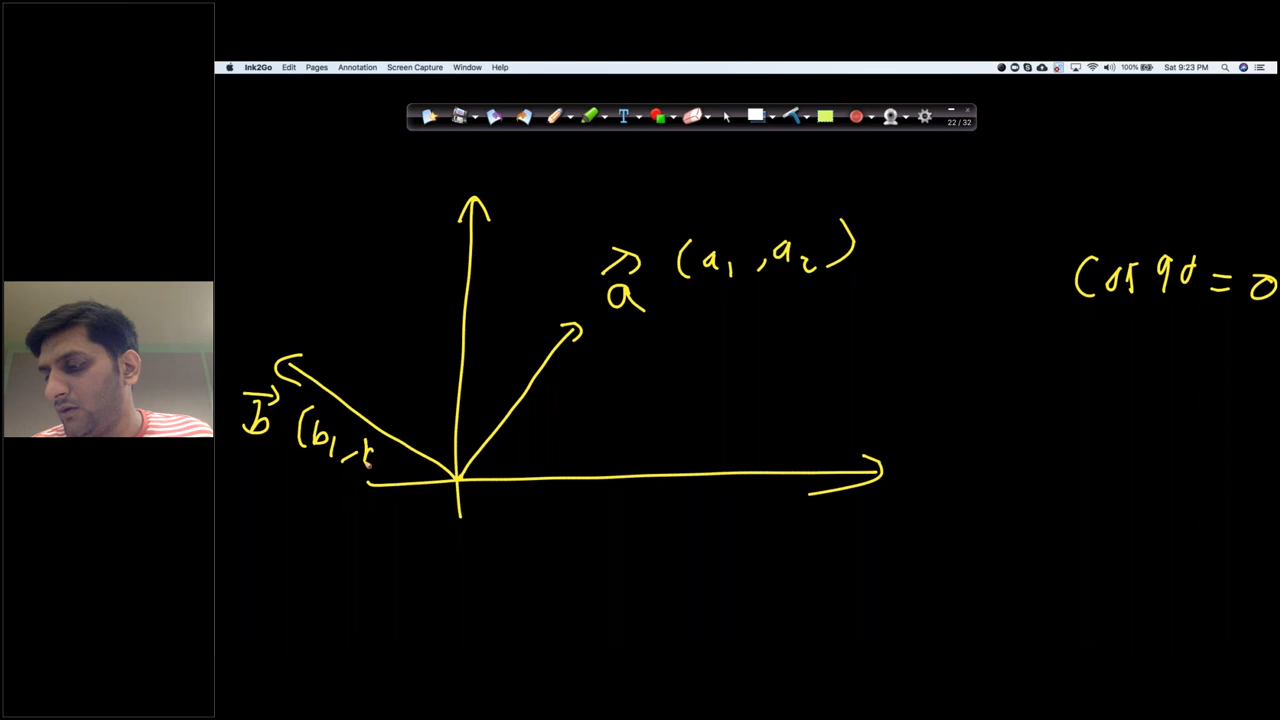 Ink2Go Edit Pages Annotation Screen Capture Window Help 100% Sat 9:23 PM
T 22 / 32
a (a1, a2)
Cos 90 = 0
b (b1,